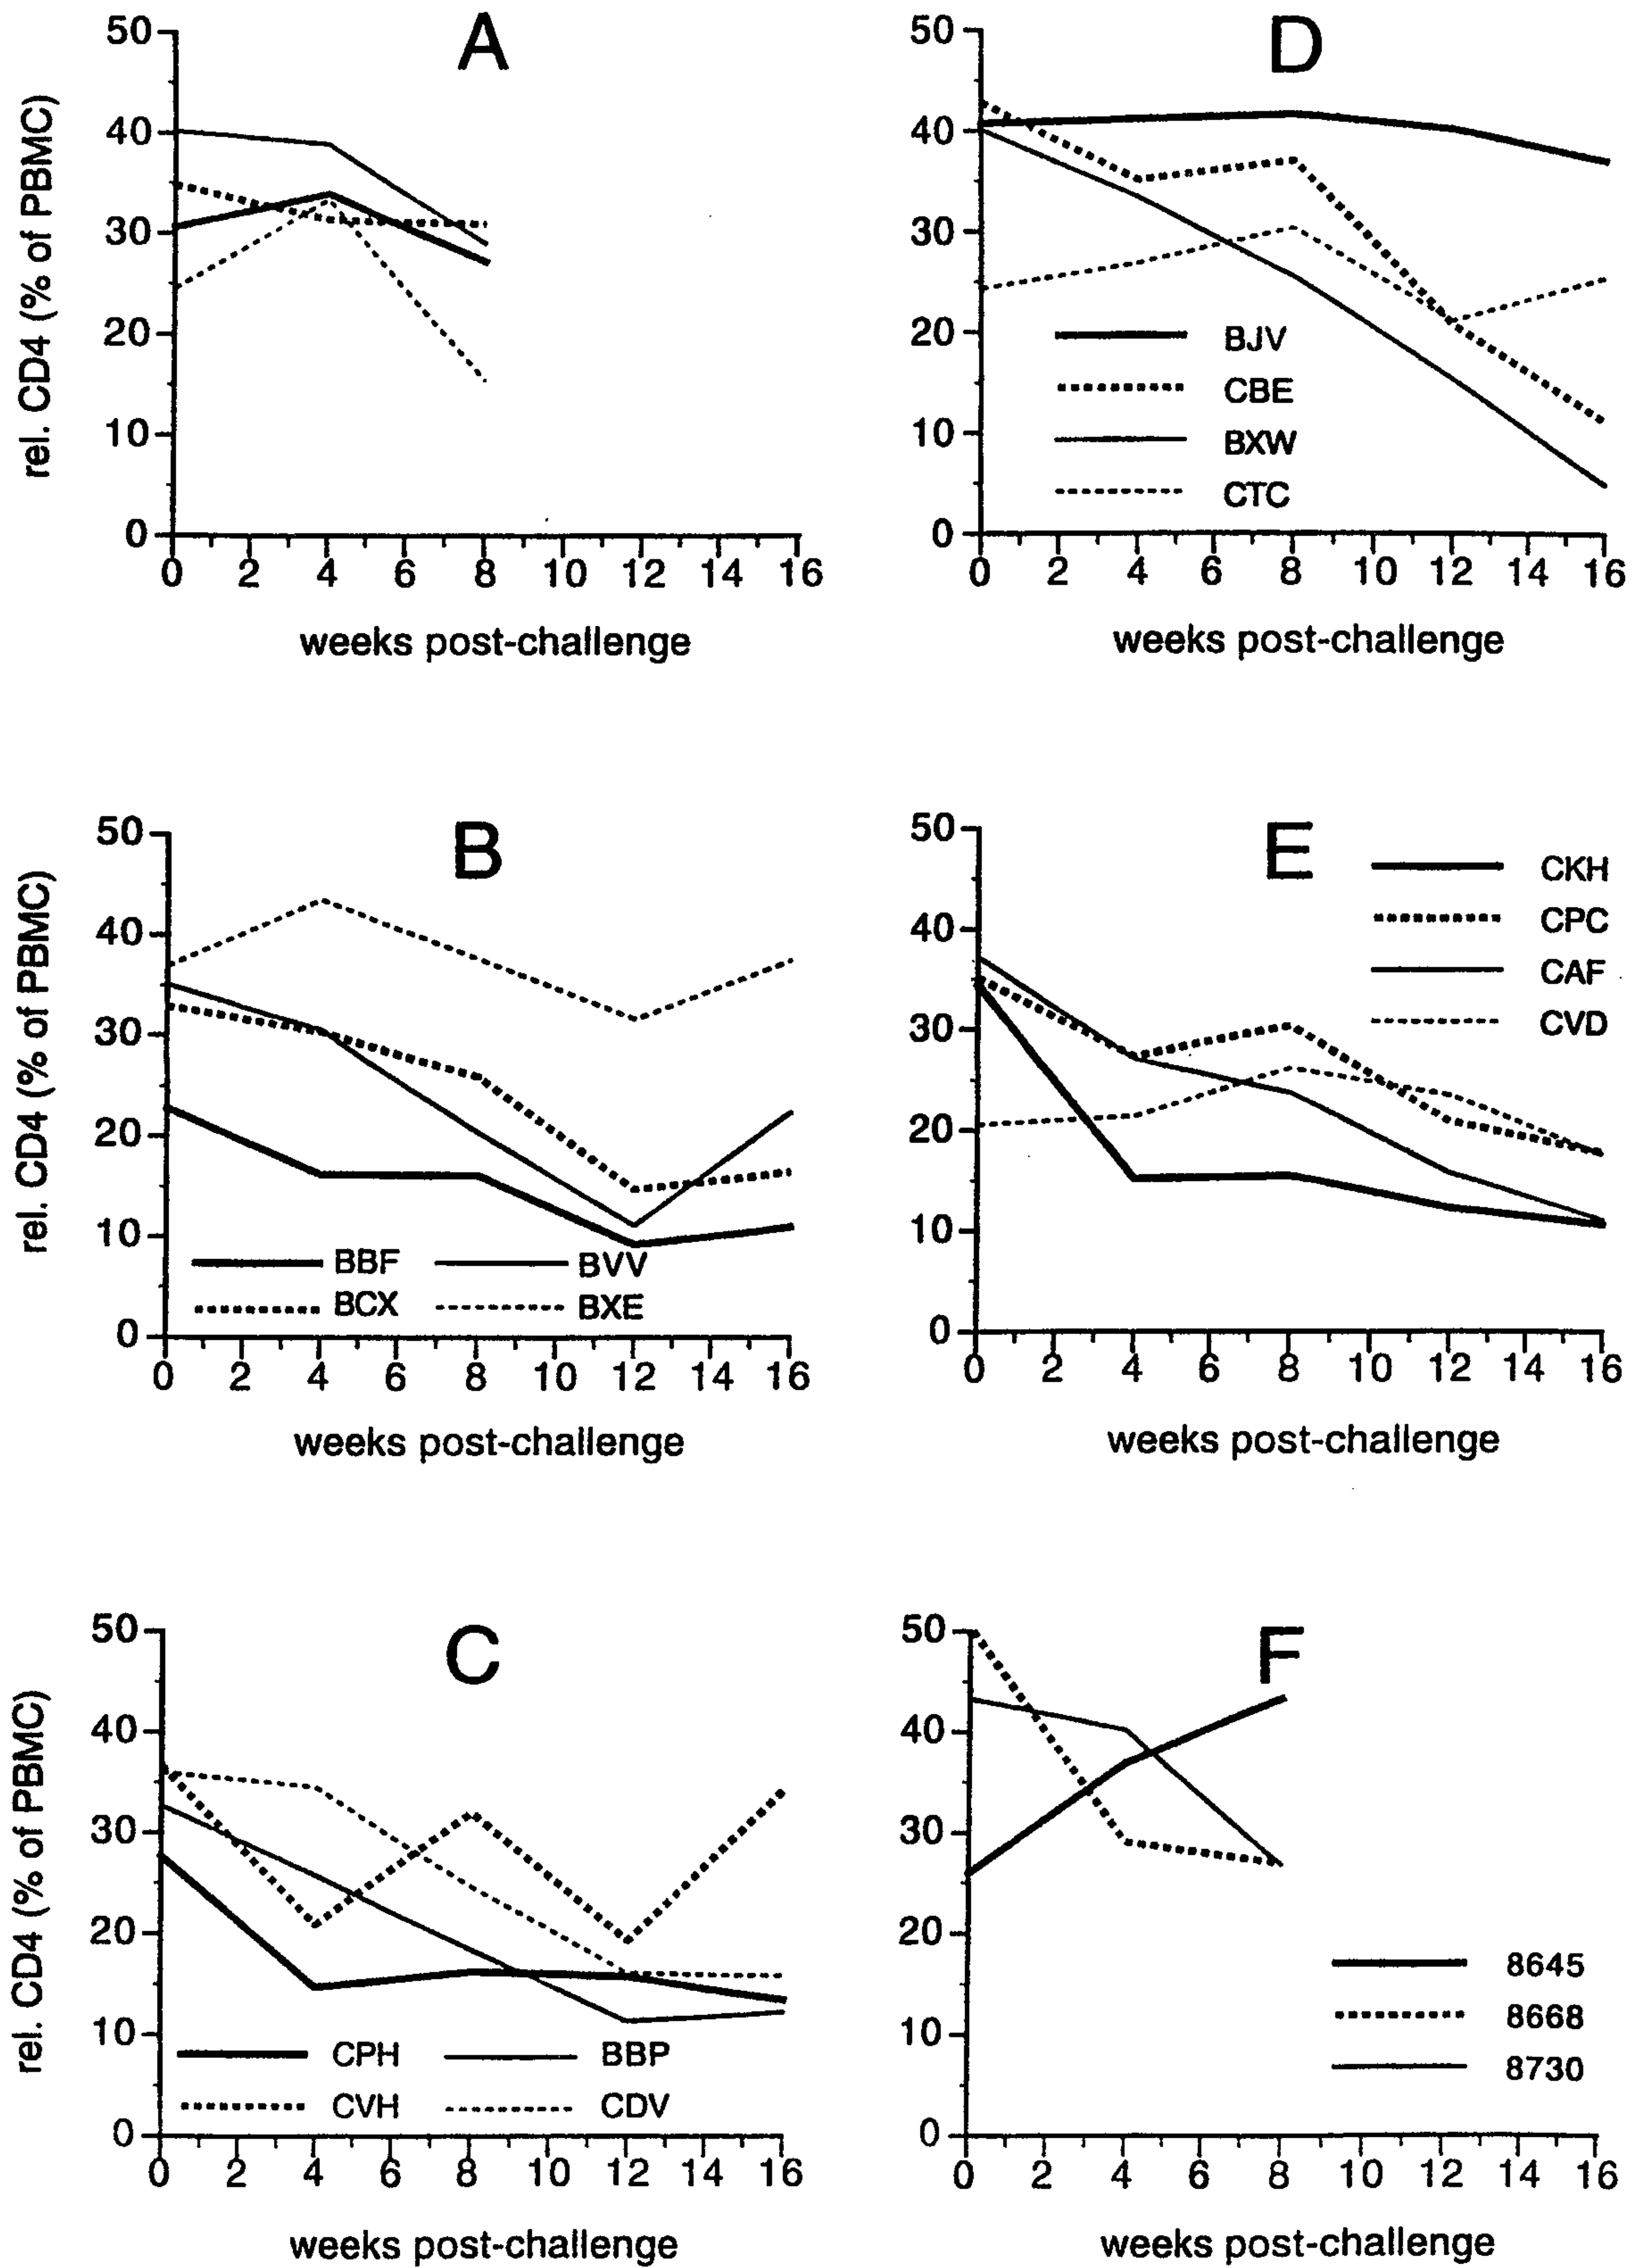 A
rel. CD4 (% of PBMC)
50
40
30
20
10
0
0 2 4 6 8 10 12 14 16
weeks post-challenge
D
50
40
30
20
10
0
BJV
CBE
BXW
CTC
0 2 4 6 8 10 12 14 16
weeks post-challenge
B
rel. CD4 (% of PBMC)
50
40
30
20
10
0
BBF BVV
BCX BXE
0 2 4 6 8 10 12 14 16
weeks post-challenge
E
50
40
30
20
10
0
CKH
CPC
CAF
CVD
0 2 4 6 8 10 12 14 16
weeks post-challenge
C
rel. CD4 (% of PBMC)
50
40
30
20
10
0
CPH BBP
CVH CDV
0 2 4 6 8 10 12 14 16
weeks post-challenge
F
50
40
30
20
10
0
8645
8668
8730
0 2 4 6 8 10 12 14 16
weeks post-challenge